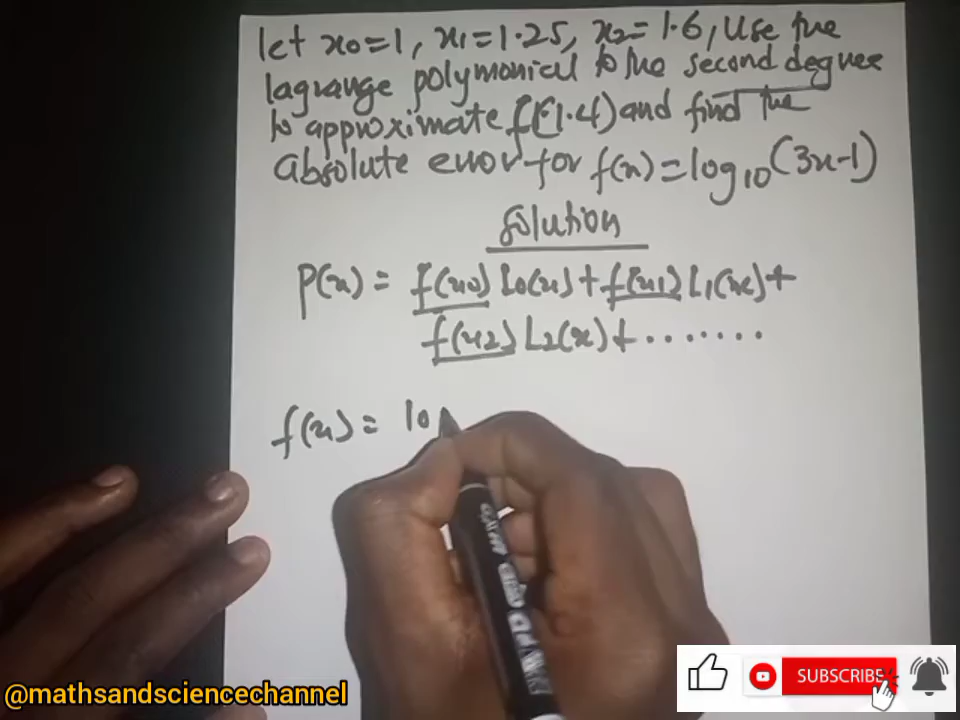 let x0=1, x1=1.25, x2=1.6, Use the
lagrange polymonical to the second degree
to approximate f(1.4) and find the
Absolute error for f(x)=log10(3x-1)
Solution
P(x) = f(x0) L0(x) + f(x1) L1(x) +
f(x2) L2(x) + .......
f(x) = lo
SUBSCRIBE
@mathsandsciencechannel